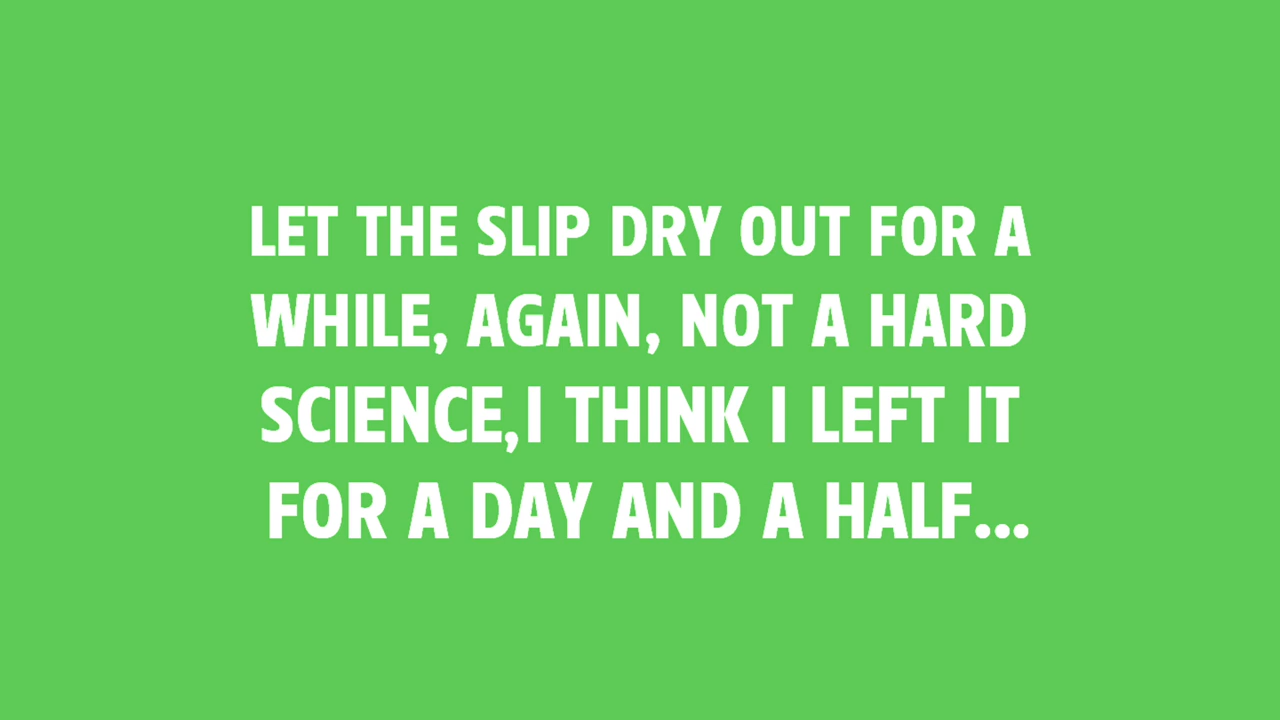 LET THE SLIP DRY OUT FOR A
WHILE, AGAIN, NOT A HARD
SCIENCE,I THINK I LEFT IT
FOR A DAY AND A HALF...